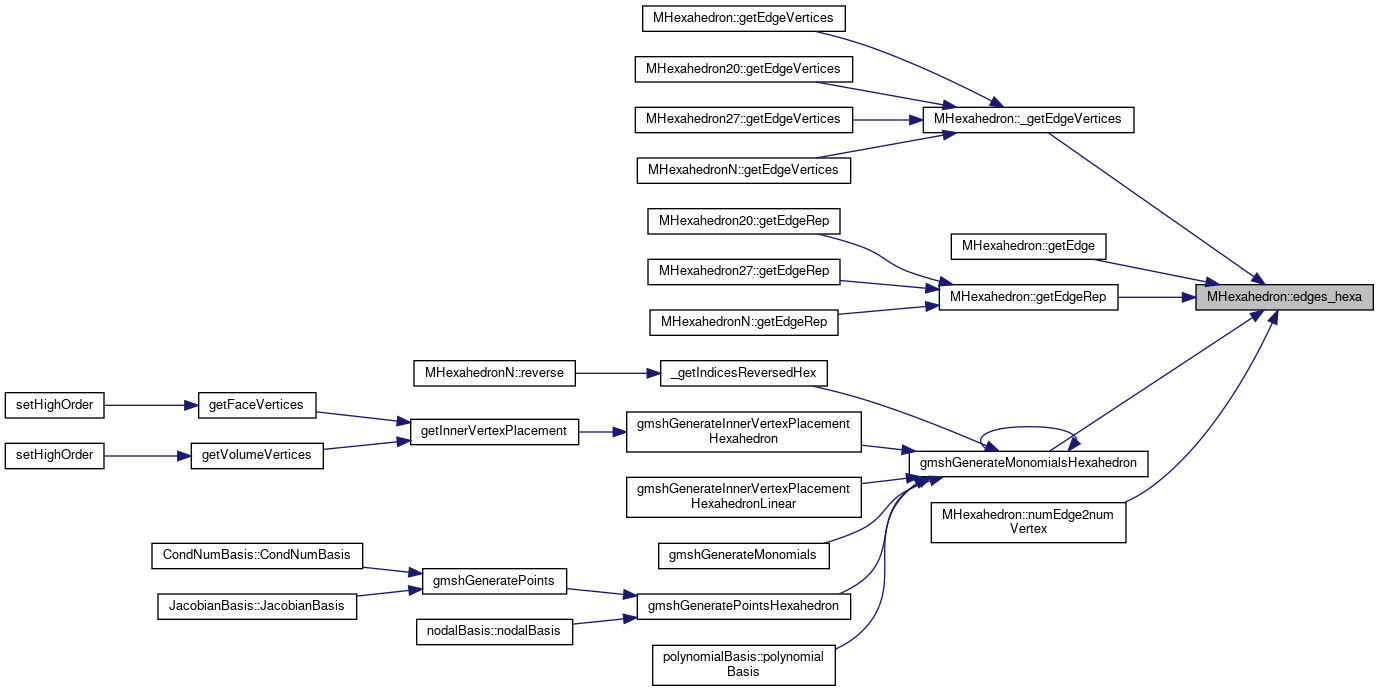 MHexahedron::getEdgeVertices
MHexahedron20::getEdgeVertices
MHexahedron27::getEdgeVertices
MHexahedron::_getEdgeVertices
MHexahedronN::getEdgeVertices
MHexahedron20::getEdgeRep
MHexahedron::getEdge
MHexahedron27::getEdgeRep
MHexahedron::getEdgeRep
MHexahedron::edges_hexa
MHexahedronN::getEdgeRep
MHexahedronN::reverse
_getIndicesReversedHex
setHighOrder
getFaceVertices
getInnerVertexPlacement
gmshGenerateInnerVertexPlacement
Hexahedron
setHighOrder
getVolumeVertices
gmshGenerateMonomialsHexahedron
gmshGenerateInnerVertexPlacement
HexahedronLinear
MHexahedron::numEdge2num
Vertex
CondNumBasis::CondNumBasis
gmshGenerateMonomials
gmshGeneratePoints
JacobianBasis::JacobianBasis
gmshGeneratePointsHexahedron
nodalBasis::nodalBasis
polynomialBasis::polynomial
Basis